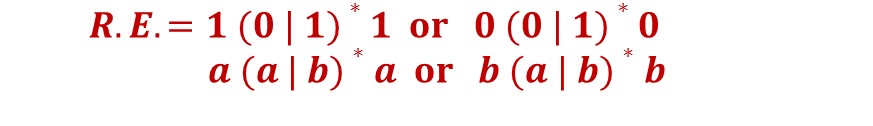 R. E. = 1 (0 | 1)* 1 or 0 (0 | 1)* 0
a (a | b)* a or b (a | b)* b